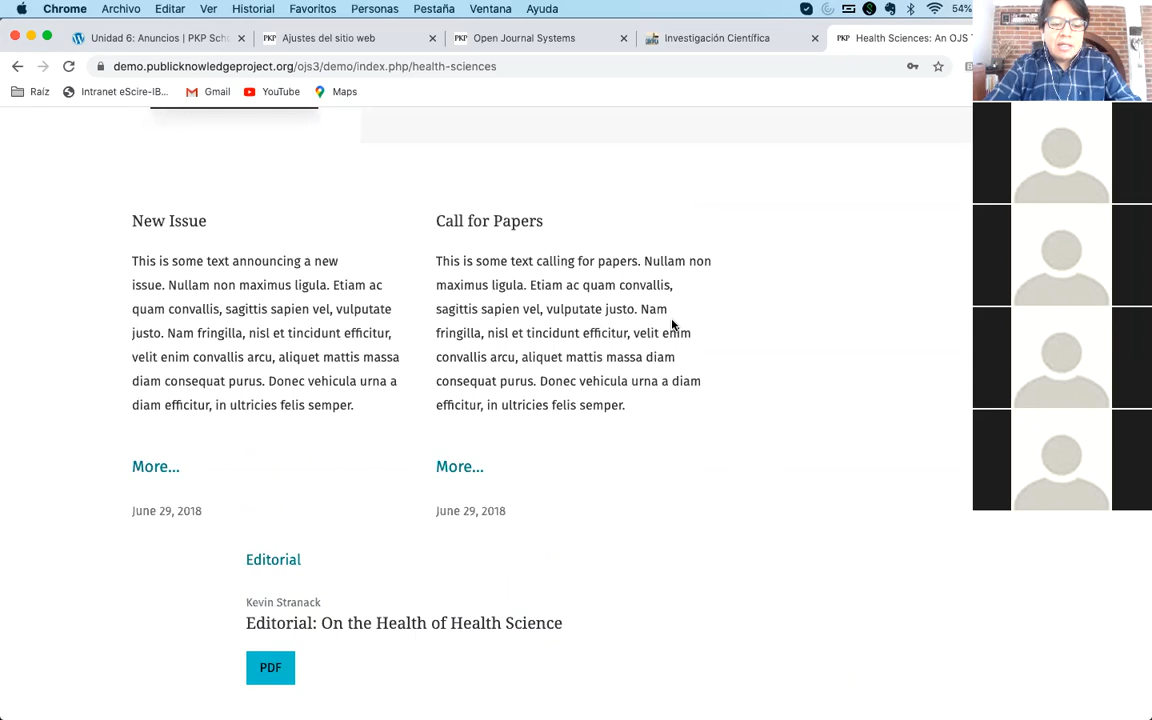 Chrome Archivo Editar Ver Historial Favoritos Personas Pestaña Ventana Ayuda 54%
Unidad 6: Anuncios | PKP Scho
PKP Ajustes del sitio web
PKP Open Journal Systems
Investigación Científica
PKP Health Sciences: An OJS T
demo.publicknowledgeproject.org/ojs3/demo/index.php/health-sciences
Raíz Intranet eScire-IB... Gmail YouTube Maps
New Issue
This is some text announcing a new
issue. Nullam non maximus ligula. Etiam ac
quam convallis, sagittis sapien vel, vulputate
justo. Nam fringilla, nisl et tincidunt efficitur,
velit enim convallis arcu, aliquet mattis massa
diam consequat purus. Donec vehicula urna a
diam efficitur, in ultricies felis semper.
More...
June 29, 2018
Call for Papers
This is some text calling for papers. Nullam non
maximus ligula. Etiam ac quam convallis,
sagittis sapien vel, vulputate justo. Nam
fringilla, nisl et tincidunt efficitur, velit enim
convallis arcu, aliquet mattis massa diam
consequat purus. Donec vehicula urna a diam
efficitur, in ultricies felis semper.
More...
June 29, 2018
Editorial
Kevin Stranack
Editorial: On the Health of Health Science
PDF